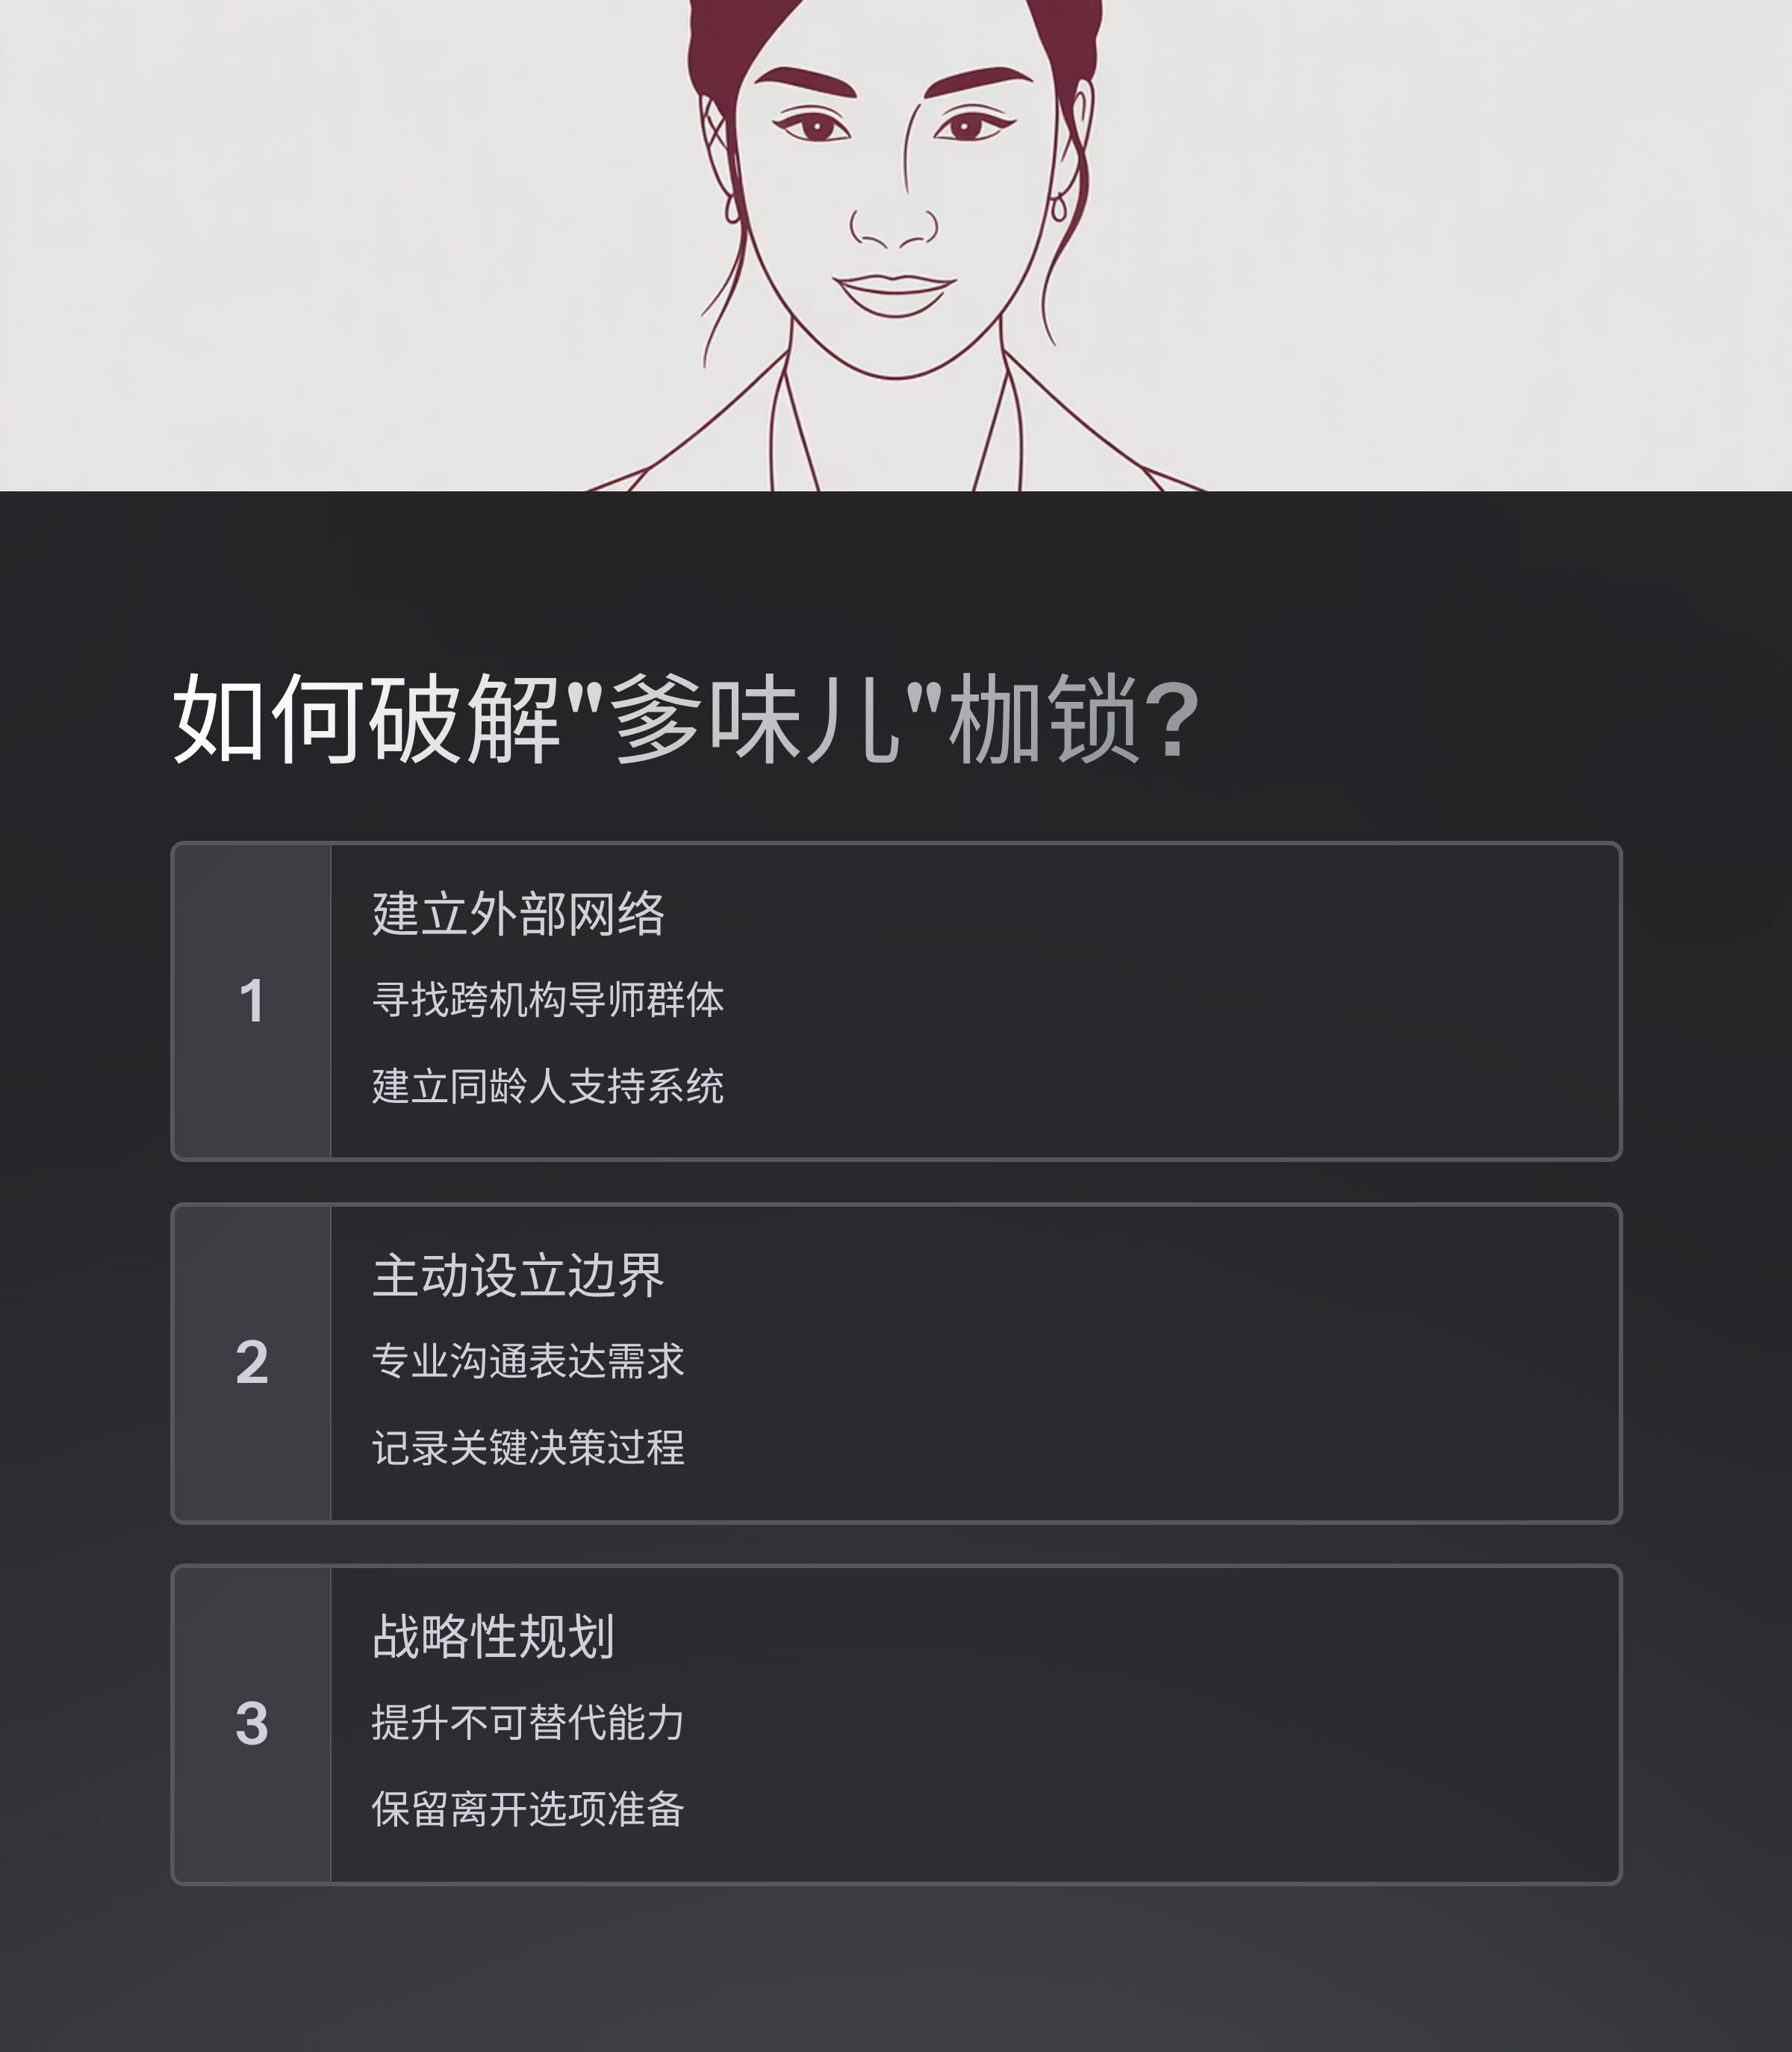 如何破解"爹味儿"枷锁?
1
建立外部网络
寻找跨机构导师群体
建立同龄人支持系统
2
主动设立边界
专业沟通表达需求
记录关键决策过程
3
战略性规划
提升不可替代能力
保留离开选项准备